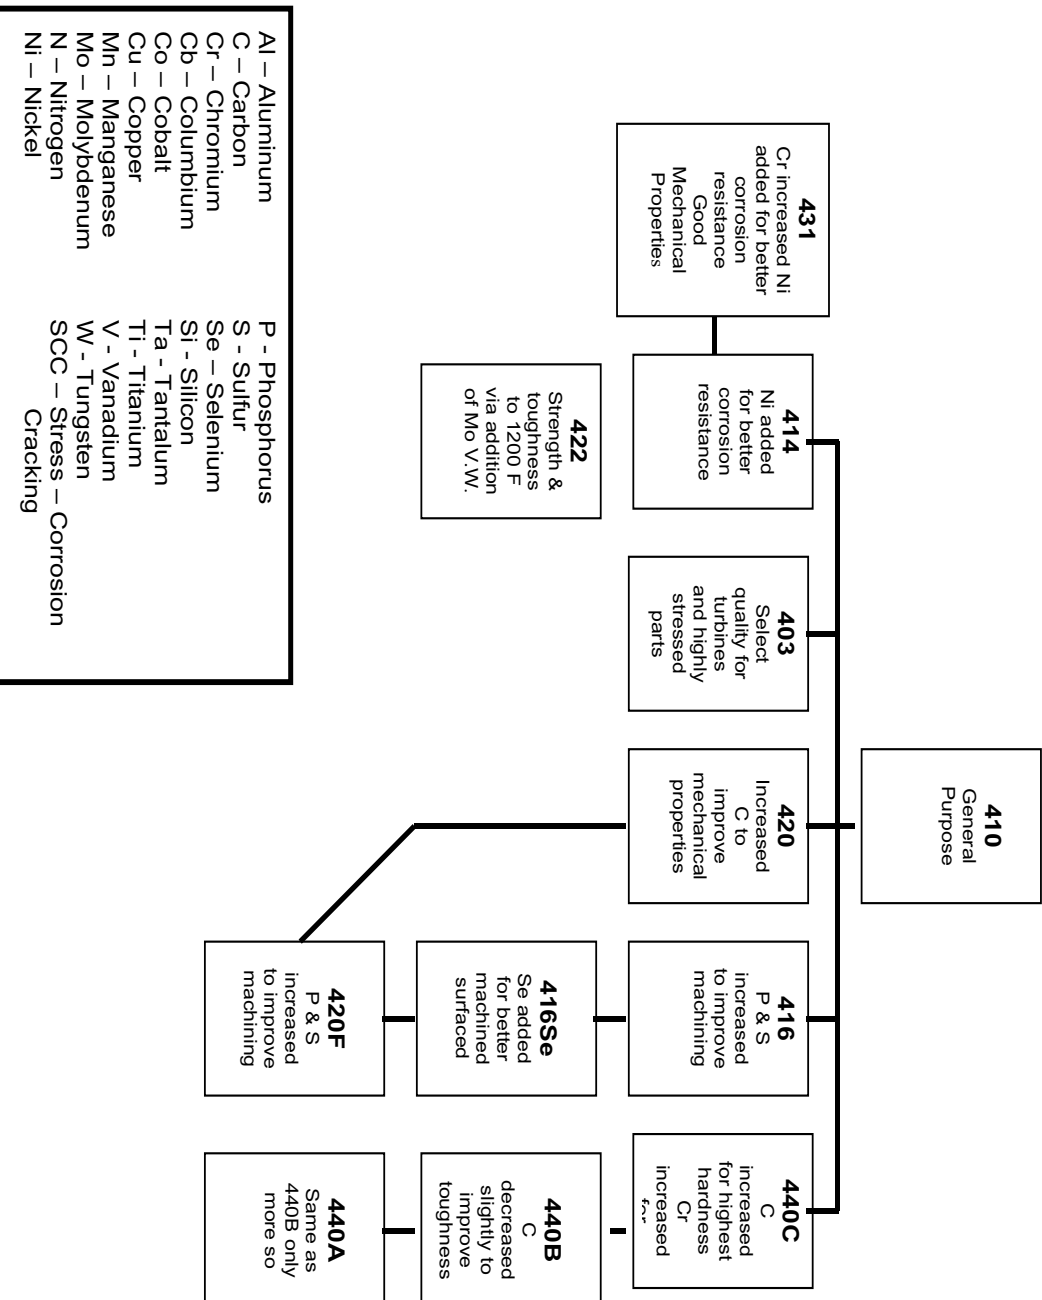 410
General
Purpose
431
Cr increased Ni
added for better
corrosion
resistance
Good
Mechanical
Properties
414
Ni added
for better
corrosion
resistance
403
Select
quality for
turbines
and highly
stressed
parts
420
Increased
C to
improve
mechanical
properties
416
P & S
increased
to improve
machining
440C
C
increased
for highest
hardness
Cr
increased
for
422
Strength &
toughness
to 1200 F
via addition
of Mo V.W.
416Se
Se added
for better
machined
surfaced
440B
C
decreased
slightly to
improve
toughness
420F
P & S
increased
to improve
machining
440A
Same as
440B only
more so
Al – Aluminum
C – Carbon
Cr – Chromium
Cb – Columbium
Co – Cobalt
Cu – Copper
Mn – Manganese
Mo – Molybdenum
N – Nitrogen
Ni – Nickel
P - Phosphorus
S - Sulfur
Se – Selenium
Si - Silicon
Ta - Tantalum
Ti - Titanium
V - Vanadium
W - Tungsten
SCC – Stress – Corrosion
Cracking